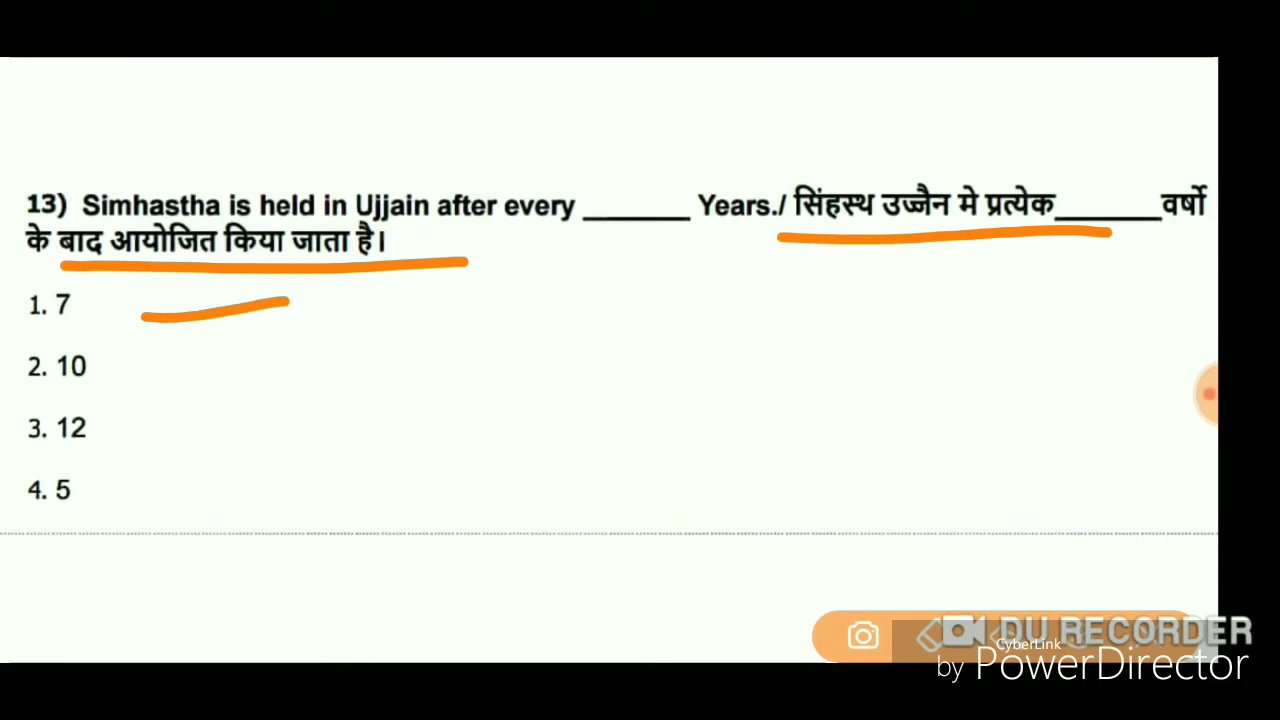 13) Simhastha is held in Ujjain after every _______ Years./ सिंहस्थ उज्जैन मे प्रत्येक_______वर्षो
के बाद आयोजित किया जाता है।
1. 7
2. 10
3. 12
4. 5
DU RECORDER
CyberLink
by PowerDirector